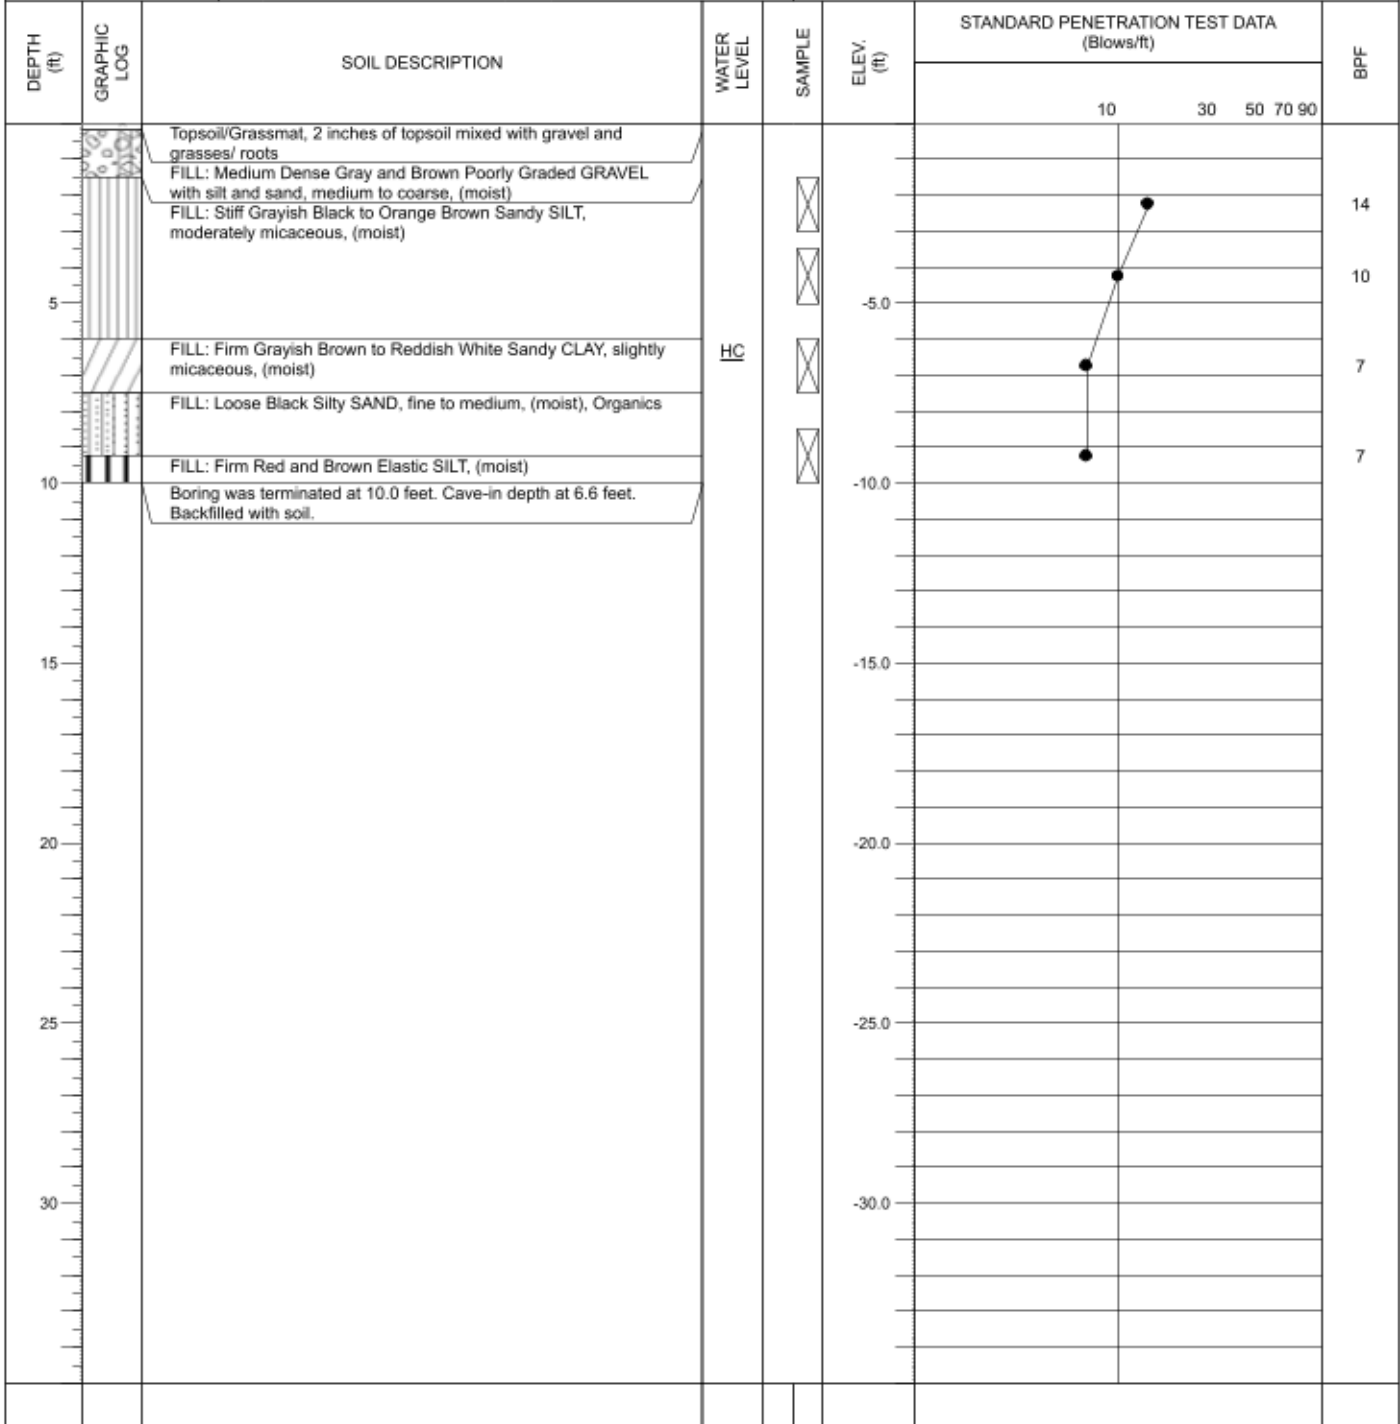 DEPTH
(ft)
GRAPHIC
LOG
SOIL DESCRIPTION
WATER
LEVEL
SAMPLE
ELEV.
(ft)
STANDARD PENETRATION TEST DATA
(Blows/ft)
10 30 50 70 90
BPF
Topsoil/Grassmat, 2 inches of topsoil mixed with gravel and
grasses/ roots
FILL: Medium Dense Gray and Brown Poorly Graded GRAVEL
with silt and sand, medium to coarse, (moist)
FILL: Stiff Grayish Black to Orange Brown Sandy SILT,
moderately micaceous, (moist)
14
10
5
-5.0
FILL: Firm Grayish Brown to Reddish White Sandy CLAY, slightly
micaceous, (moist)
HC
7
FILL: Loose Black Silty SAND, fine to medium, (moist), Organics
7
FILL: Firm Red and Brown Elastic SILT, (moist)
10
-10.0
Boring was terminated at 10.0 feet. Cave-in depth at 6.6 feet.
Backfilled with soil.
15
-15.0
20
-20.0
25
-25.0
30
-30.0